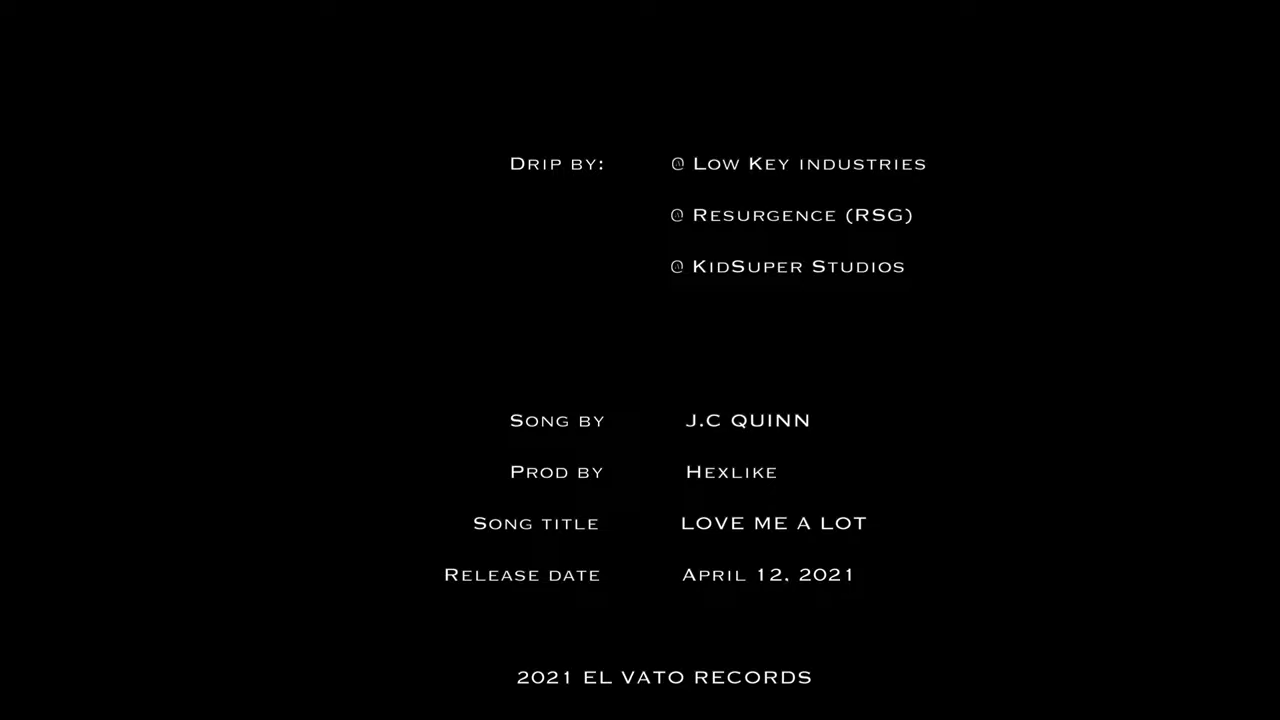 Drip by: @ Low Key industries
@ Resurgence (RSG)
@ KidSuper Studios
Song by J.C QUINN
Prod by Hexlike
Song title LOVE ME A LOT
Release date April 12, 2021
2021 EL VATO RECORDS